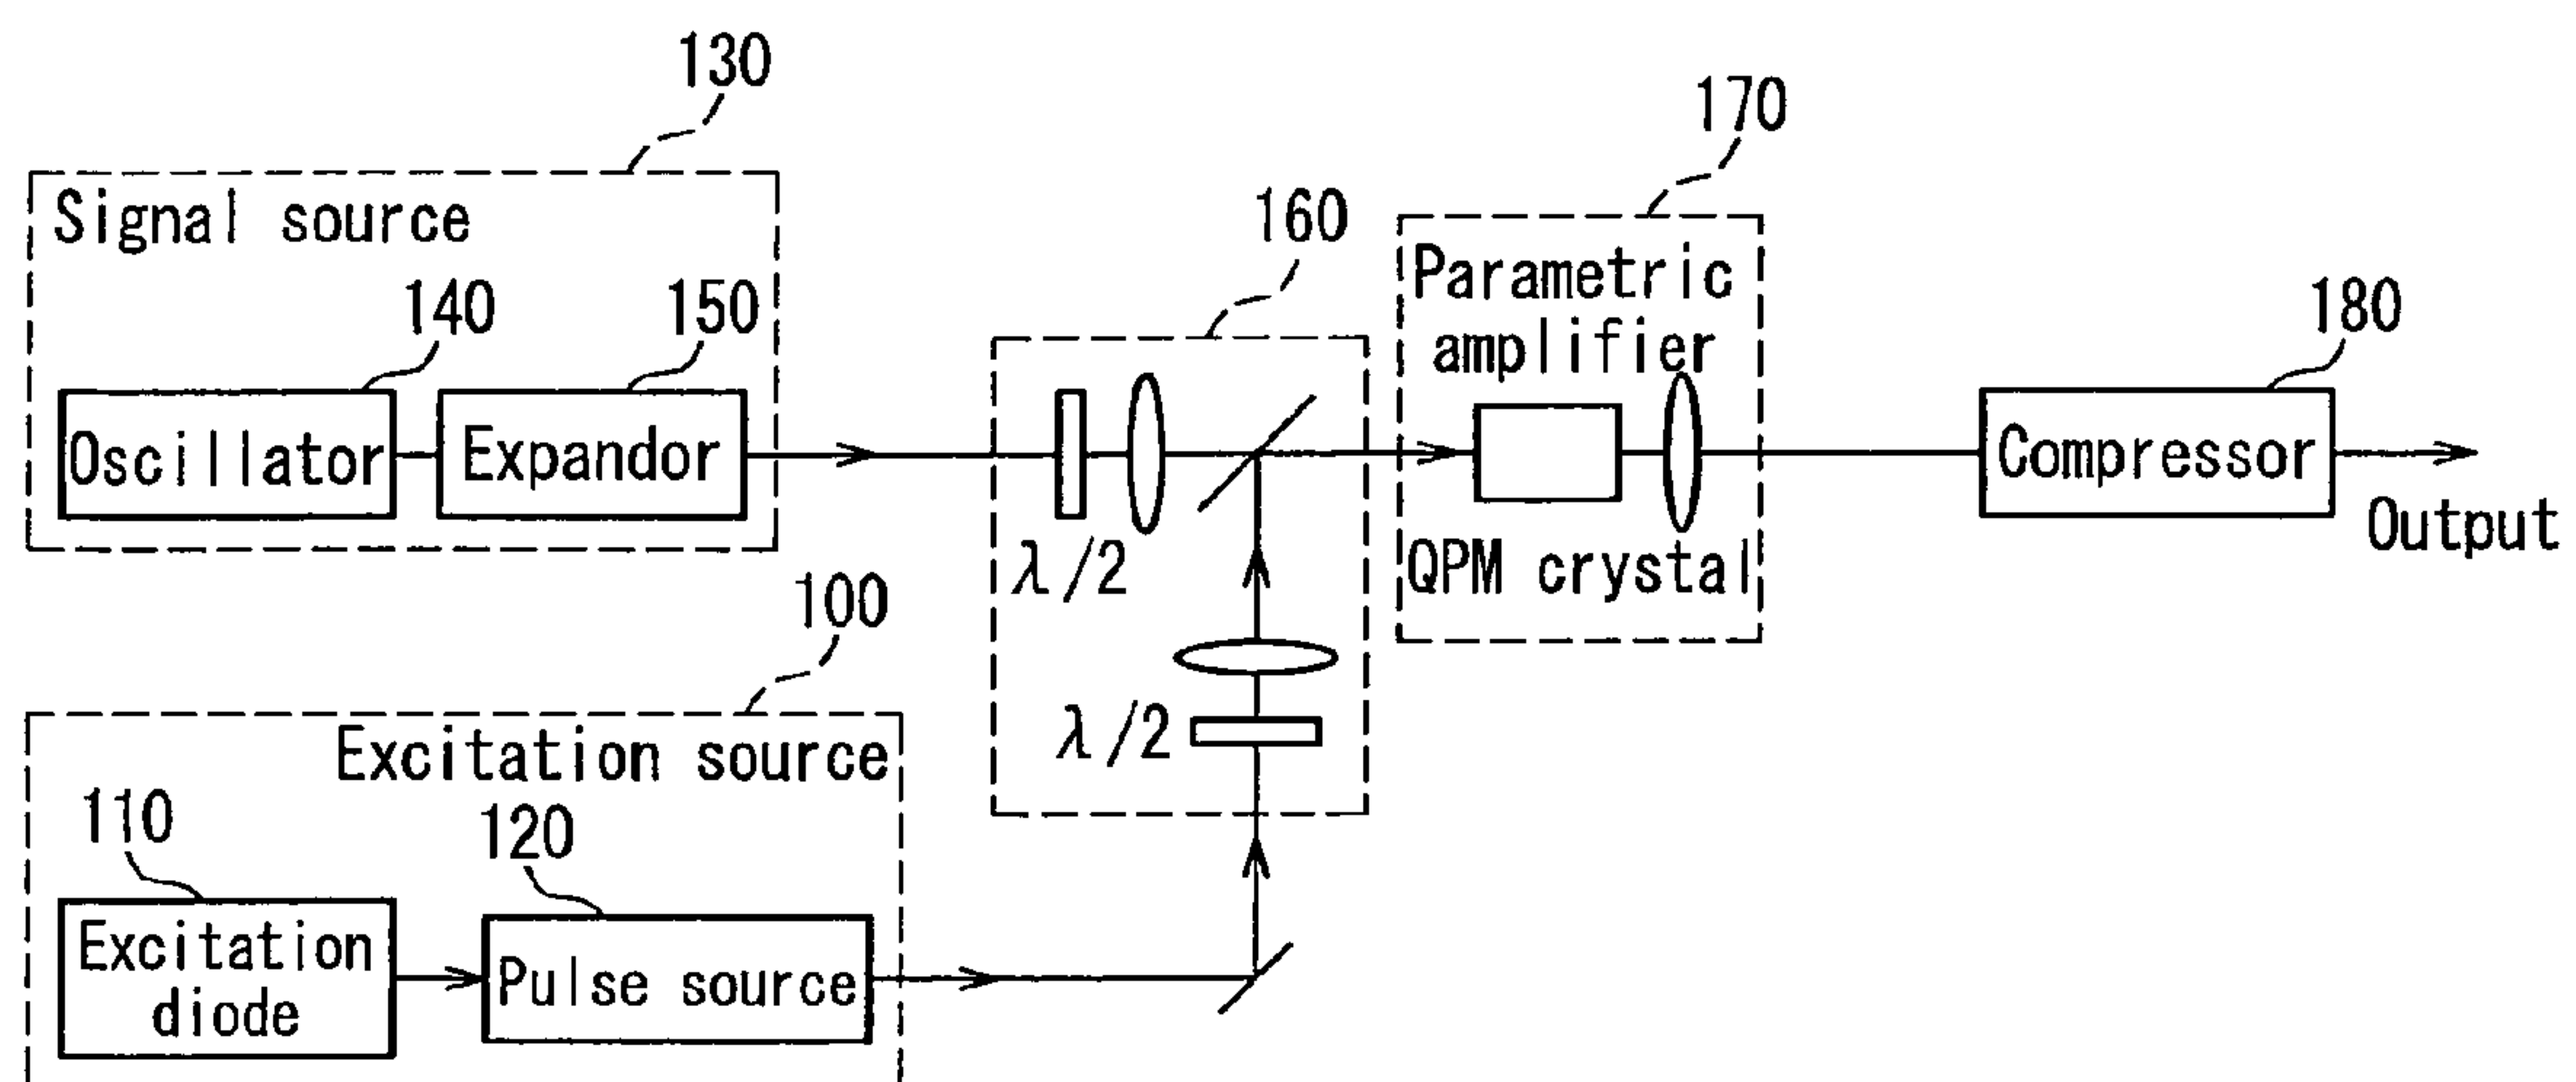 130
170
Signal source
160
Parametric
amplifier
140
150
180
Oscillator
Expandor
Compressor
Output
λ/2
QPM crystal
100
Excitation source
λ/2
110
120
Excitation
diode
Pulse source